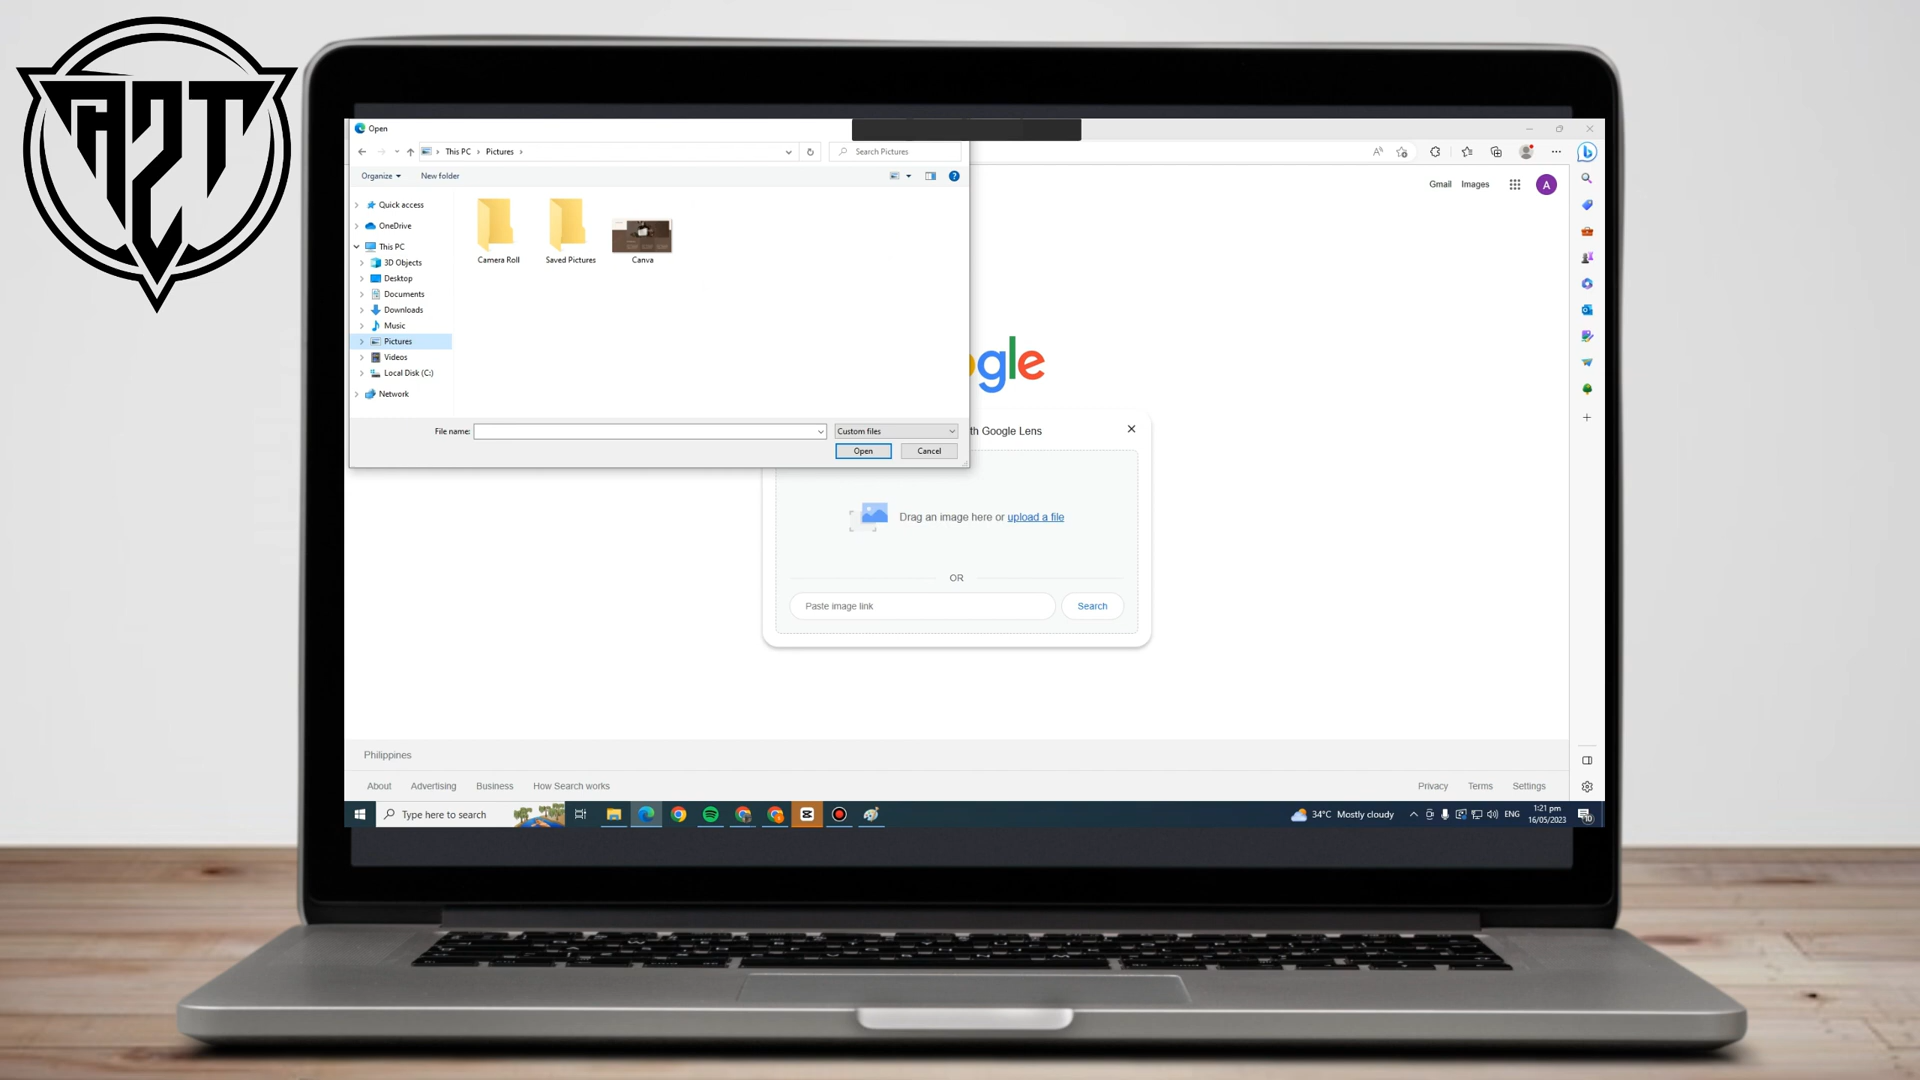 A2T
Open
This PC
Pictures
Search Pictures
Organize
New folder
Gmail
Images
A
Quick access
OneDrive
This PC
3D Objects
Desktop
Documents
Downloads
Music
Pictures
Videos
Local Disk (C:)
Network
Camera Roll
Saved Pictures
Canva
gle
File name:
Custom files
Open
Cancel
th Google Lens
Drag an image here or upload a file
OR
Paste image link
Search
Philippines
About
Advertising
Business
How Search works
Privacy
Terms
Settings
Type here to search
34°C Mostly cloudy
ENG
1:21 pm
16/05/2023